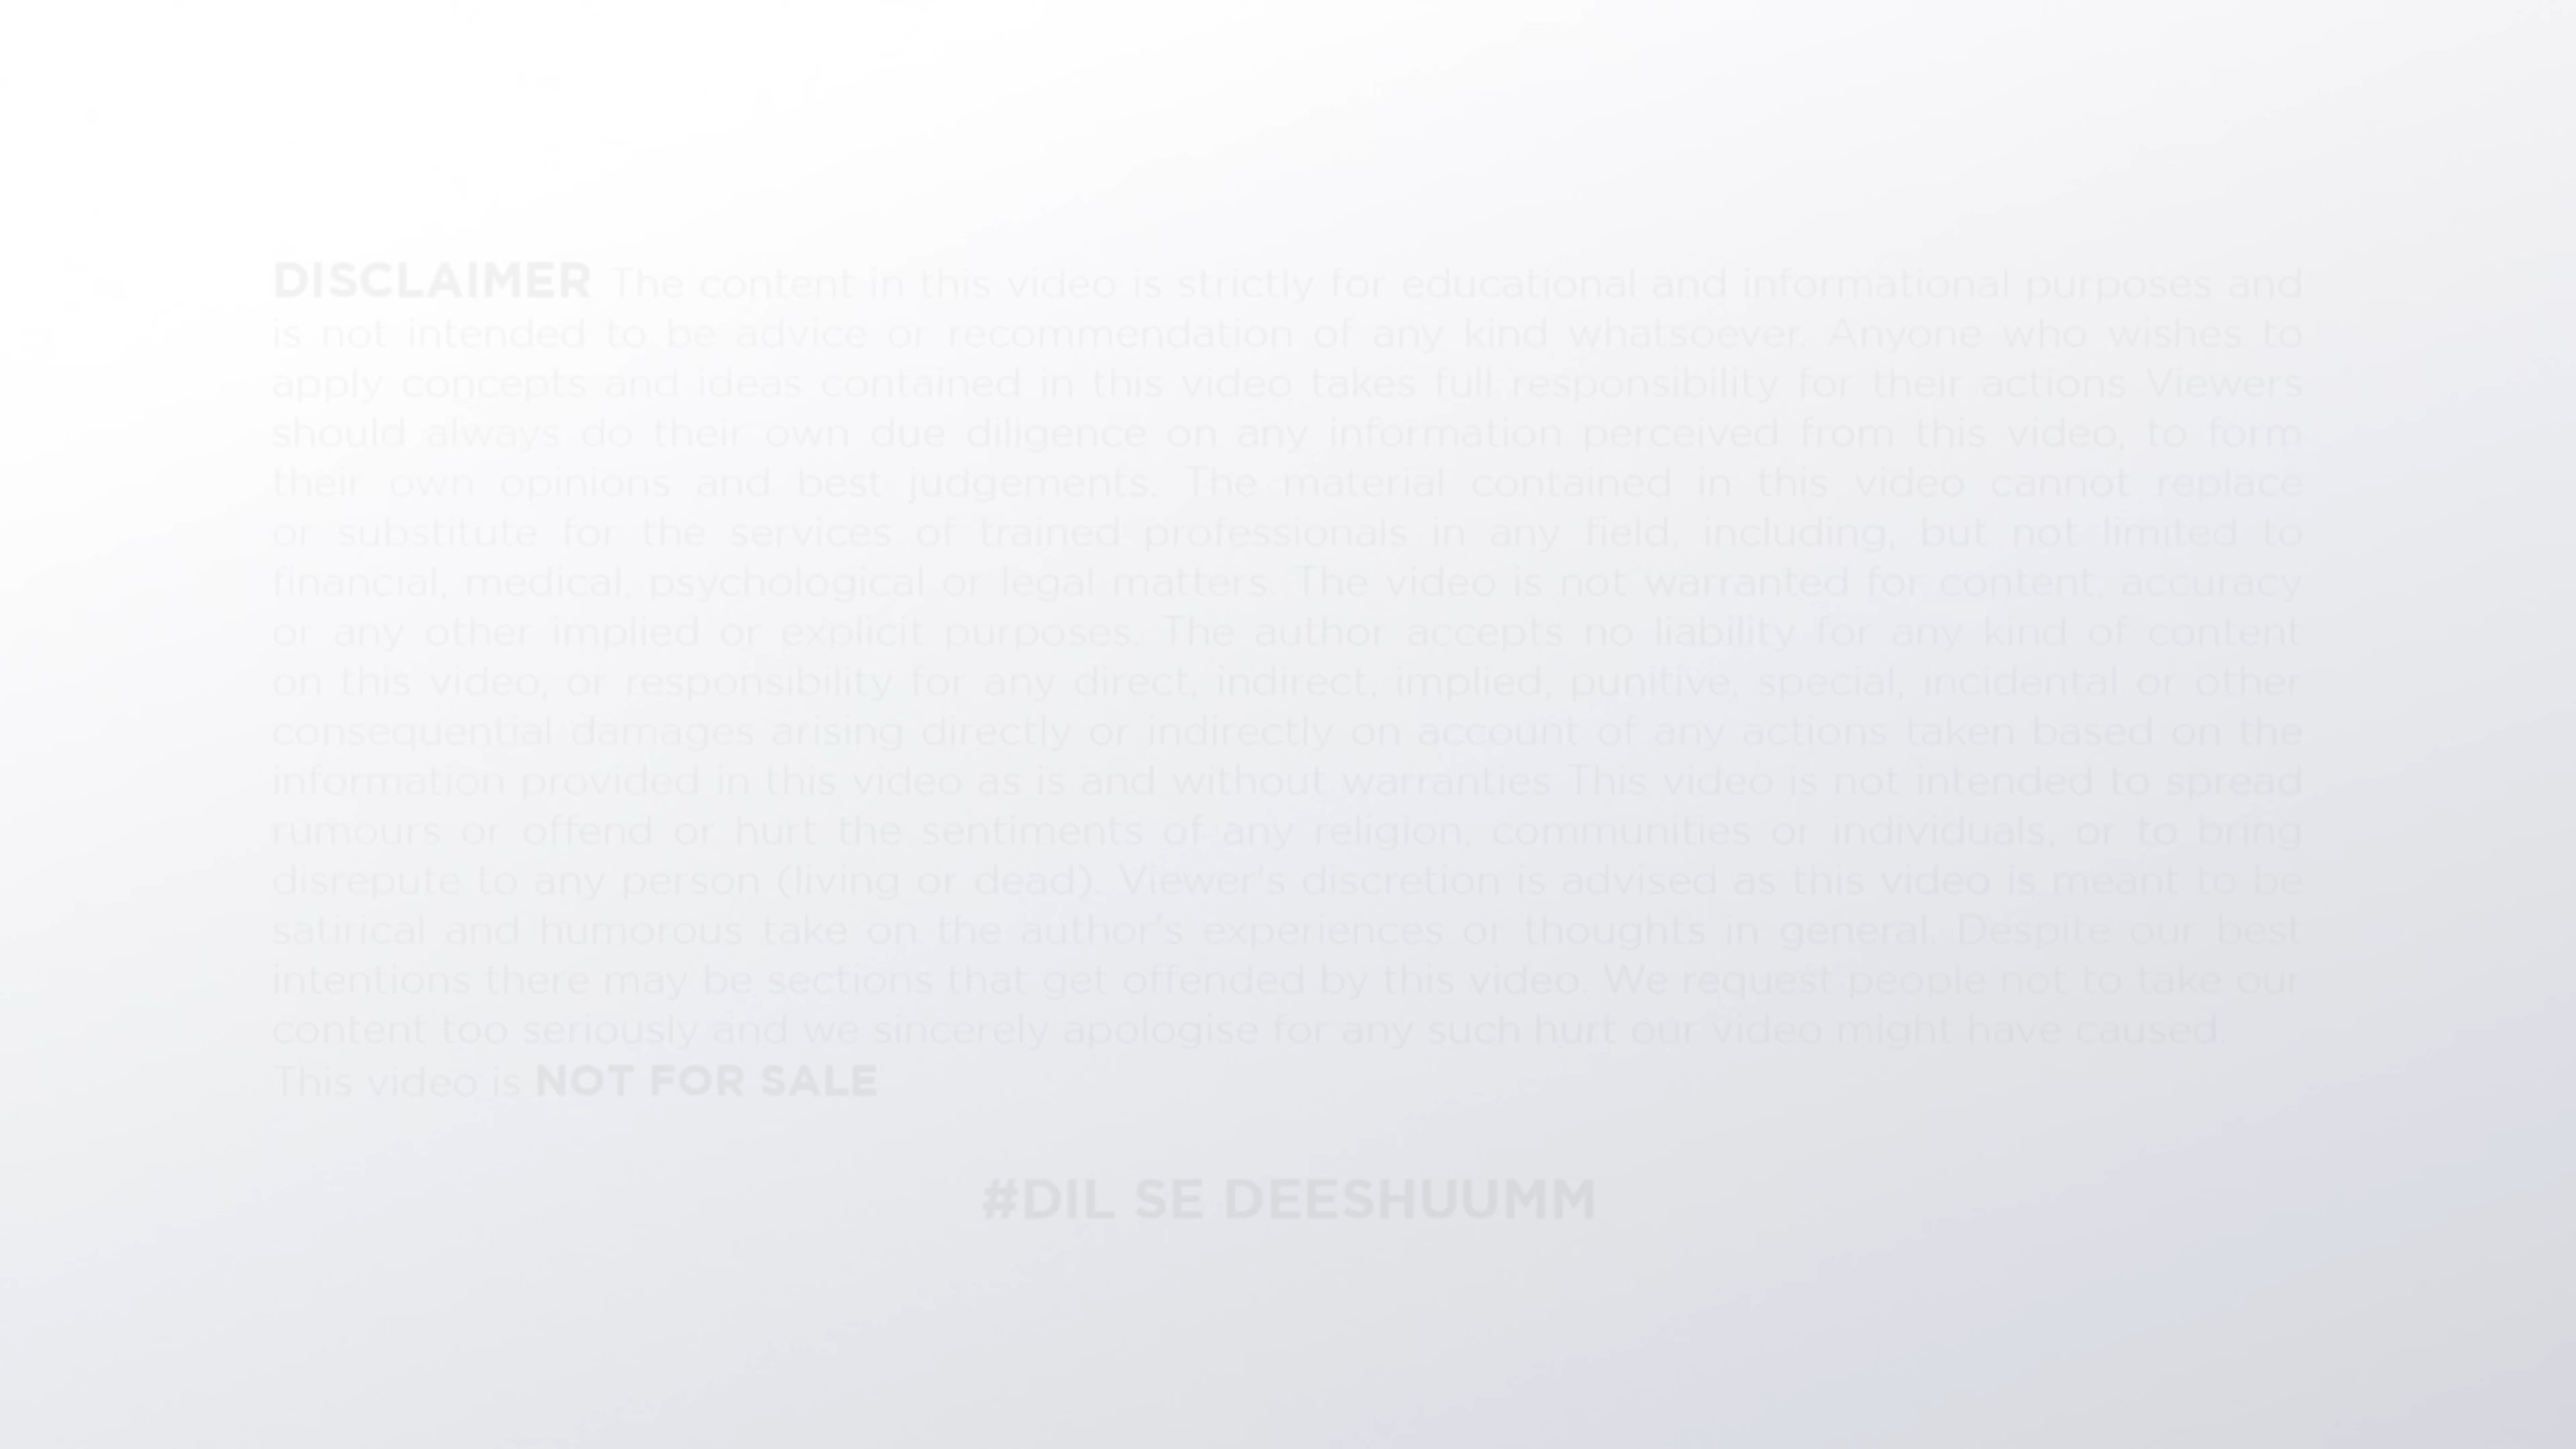 DISCLAIMER The content in this video is strictly for educational and informational purposes and
is not intended to be advice or recommendation of any kind whatsoever. Anyone who wishes to
apply concepts and ideas contained in this video takes full responsibility for their actions Viewers
should always do their own due diligence on any information perceived from this video, to form
their own opinions and best judgements. The material contained in this video cannot replace
or substitute for the services of trained professionals in any field, including, but not limited to
financial, medical, psychological or legal matters. The video is not warranted for content, accuracy
or any other implied or explicit purposes. The author accepts no liability for any kind of content
on this video, or responsibility for any direct, indirect, implied, punitive, special, incidental or other
consequential damages arising directly or indirectly on account of any actions taken based on the
information provided in this video as is and without warranties This video is not intended to spread
rumours or offend or hurt the sentiments of any religion, communities or individuals, or to bring
disrepute to any person (living or dead). Viewer's discretion is advised as this video is meant to be
satirical and humorous take on the author's experiences or thoughts in general. Despite our best
intentions there may be sections that get offended by this video. We request people not to take our
content too seriously and we sincerely apologise for any such hurt our video might have caused.
This video is NOT FOR SALE
#DIL SE DEESHUUMM